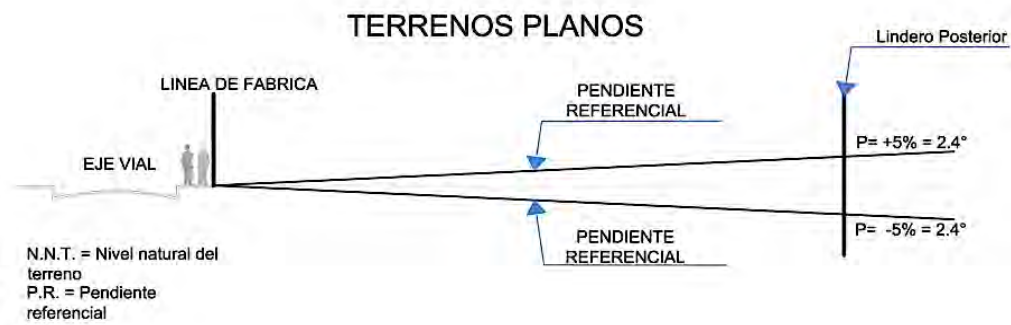 TERRENOS PLANOS
Lindero Posterior
LINEA DE FABRICA
PENDIENTE
REFERENCIAL
EJE VIAL
P= +5% = 2.4°
P= -5% = 2.4°
PENDIENTE
REFERENCIAL
N.N.T. = Nivel natural del
terreno
P.R. = Pendiente
referencial